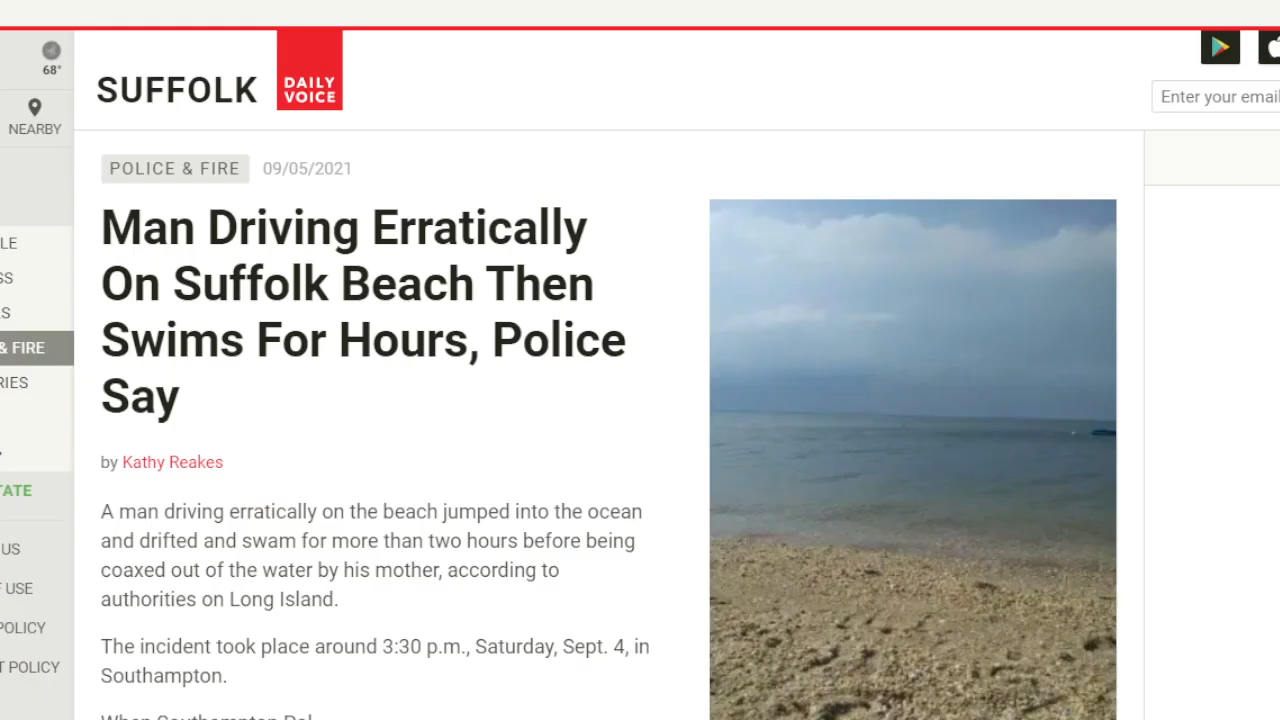 68°
NEARBY
LE
SS
S
& FIRE
RIES
TATE
US
F USE
POLICY
T POLICY
SUFFOLK
DAILY
VOICE
Enter your email
POLICE & FIRE 09/05/2021
Man Driving Erratically
On Suffolk Beach Then
Swims For Hours, Police
Say
by Kathy Reakes
A man driving erratically on the beach jumped into the ocean
and drifted and swam for more than two hours before being
coaxed out of the water by his mother, according to
authorities on Long Island.
The incident took place around 3:30 p.m., Saturday, Sept. 4, in
Southampton.
When Southampton Pol